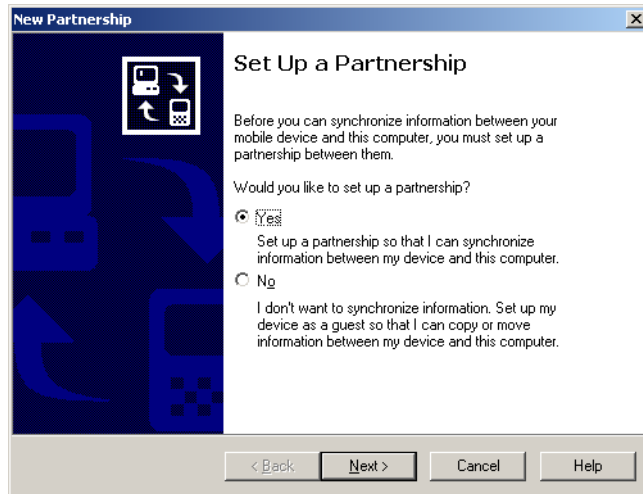 New Partnership
Set Up a Partnership
Before you can synchronize information between your
mobile device and this computer, you must set up a
partnership between them.
Would you like to set up a partnership?
Yes
Set up a partnership so that I can synchronize
information between my device and this computer.
No
I don't want to synchronize information. Set up my
device as a guest so that I can copy or move
information between my device and this computer.
< Back Next > Cancel Help